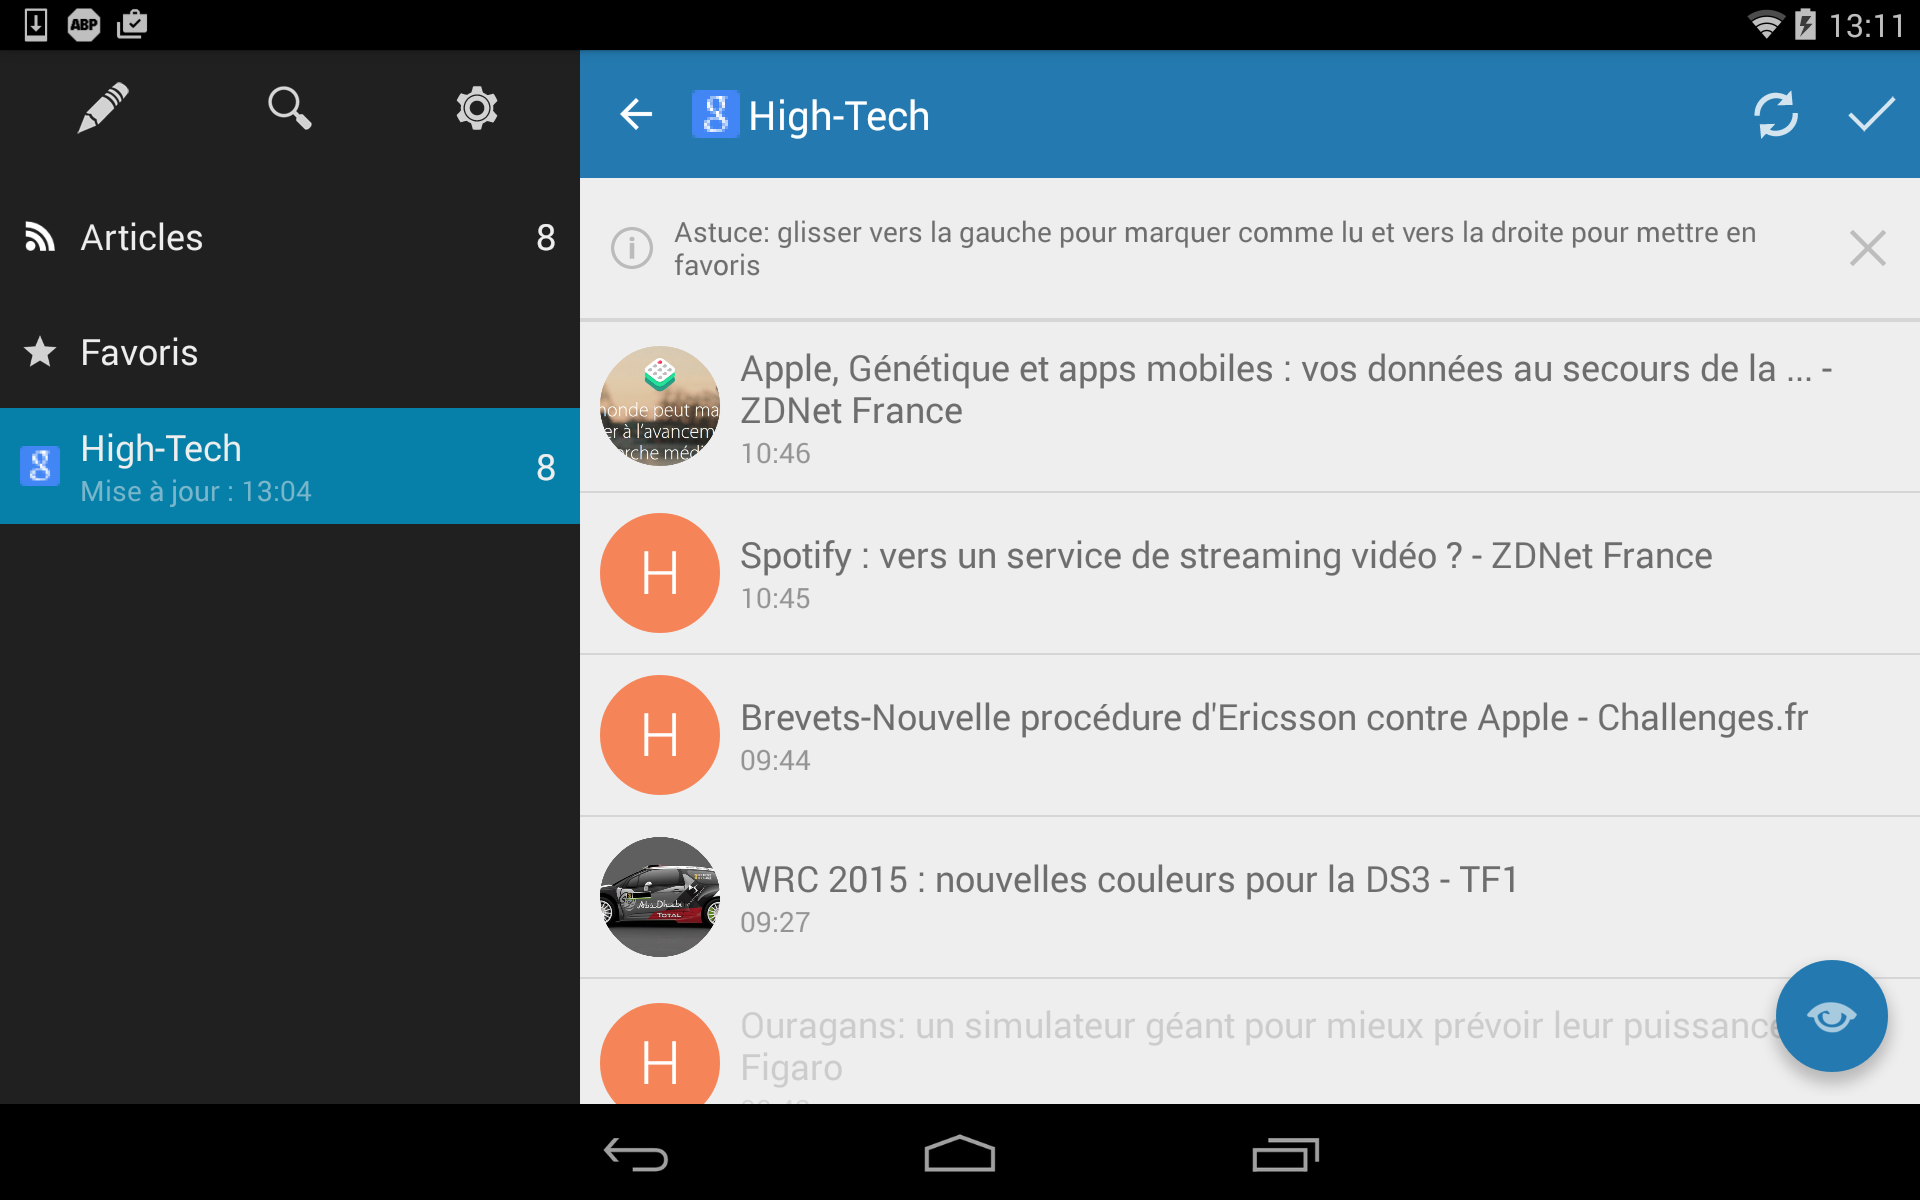 ABP
13:11
Articles 8
Favoris
High-Tech 8
Mise à jour : 13:04
8 High-Tech
Astuce: glisser vers la gauche pour marquer comme lu et vers la droite pour mettre en
favoris
Apple, Génétique et apps mobiles : vos données au secours de la ... -
ZDNet France
10:46
onde peut ma
er à l'avancem
rche méd
H
Spotify : vers un service de streaming vidéo ? - ZDNet France
10:45
H
Brevets-Nouvelle procédure d'Ericsson contre Apple - Challenges.fr
09:44
WRC 2015 : nouvelles couleurs pour la DS3 - TF1
09:27
Abu Dhabi
TOTAL
H
Ouragans: un simulateur géant pour mieux prévoir leur puissance
Figaro